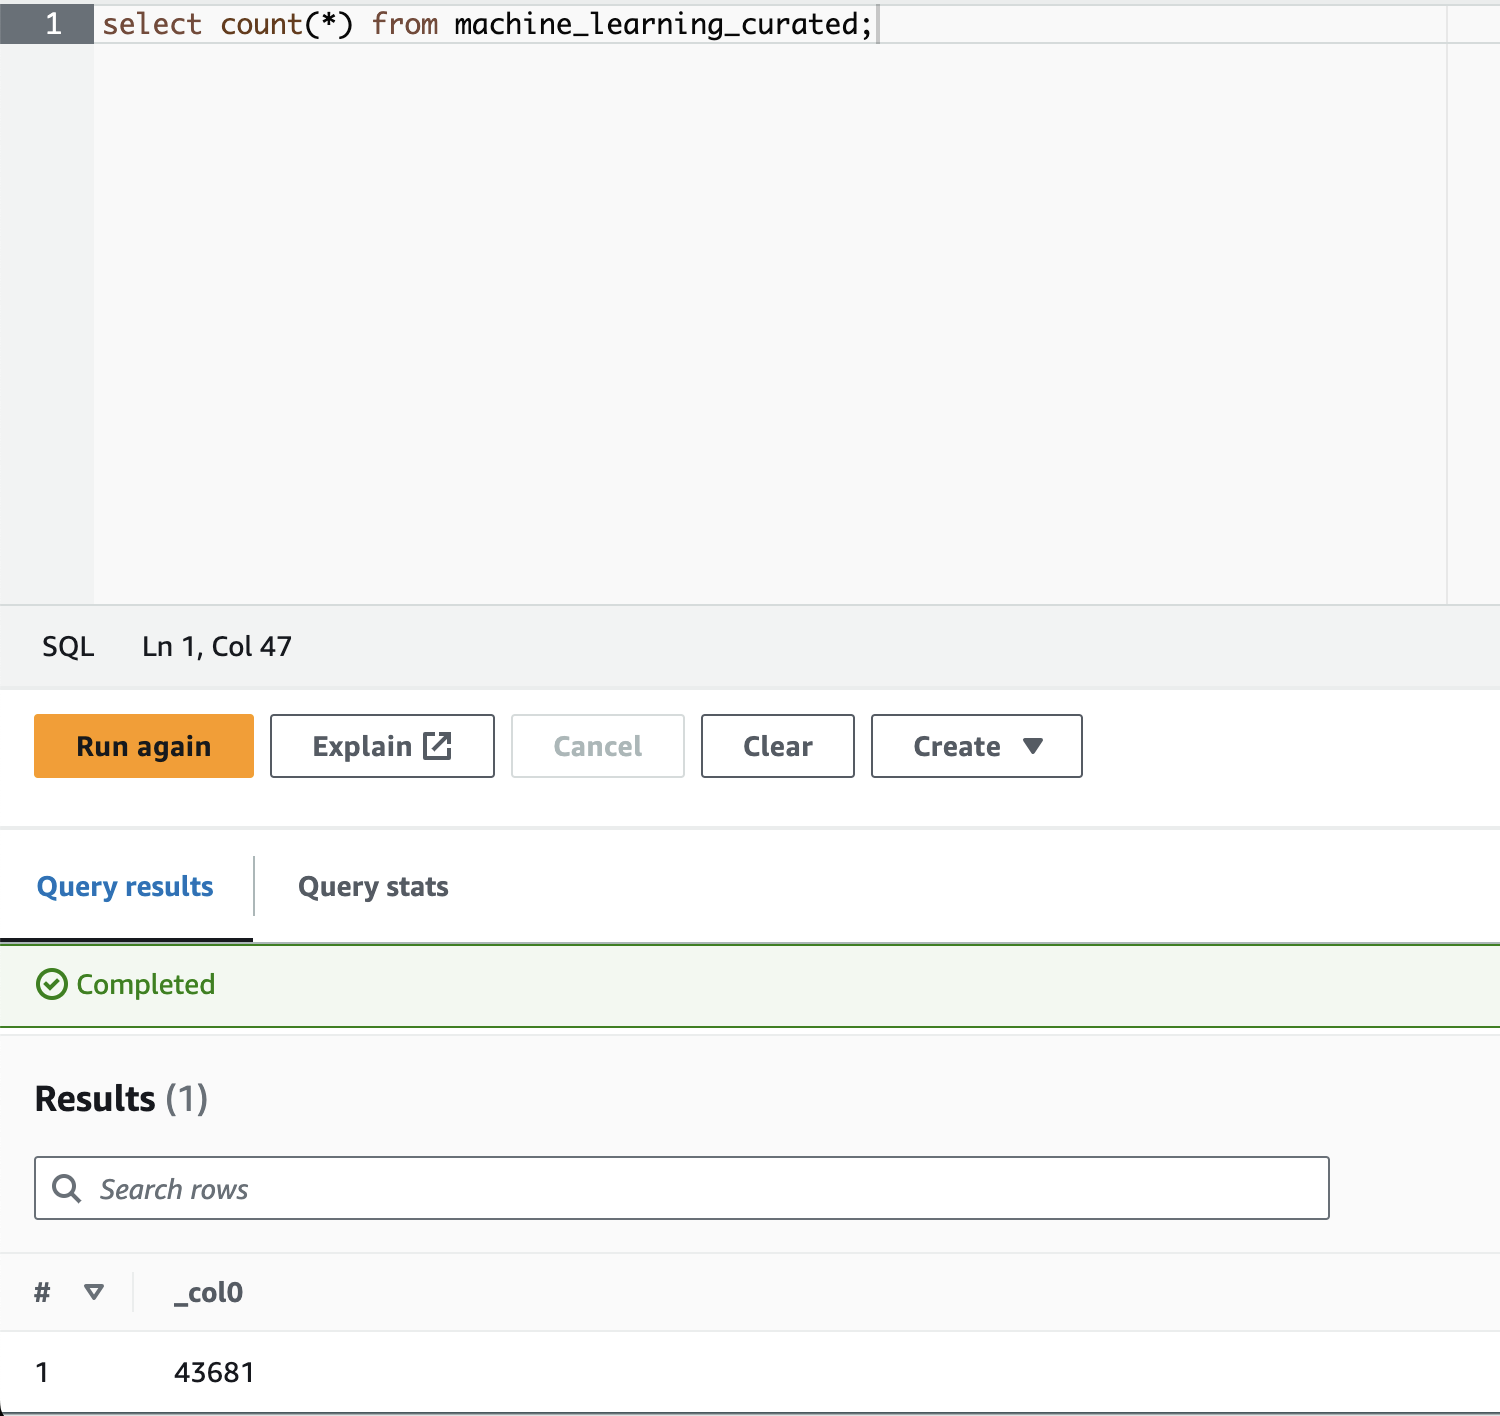 1 select count(*) from machine_learning_curated;
SQL Ln 1, Col 47
Run again Explain Cancel Clear Create
Query results Query stats
Completed
Results (1)
Search rows
# _col0
1 43681